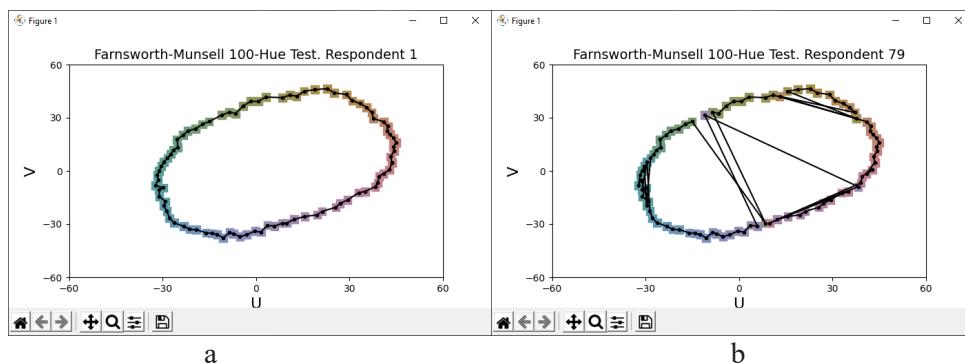 Figure 1
Farnsworth-Munsell 100-Hue Test. Respondent 1
60
30
0
−30
−60
V
−60
−30
0
30
60
U
a
Figure 1
Farnsworth-Munsell 100-Hue Test. Respondent 79
60
30
0
−30
−60
V
−60
−30
0
30
60
U
b